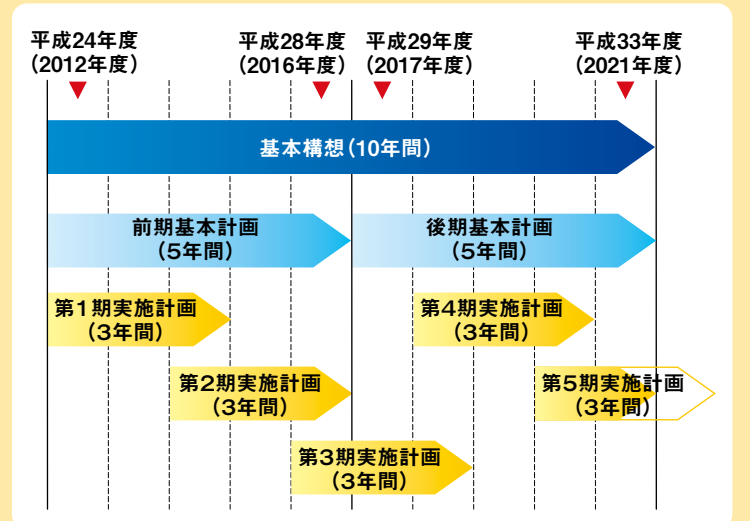 平成24年度
(2012年度)
平成28年度
(2016年度)
平成29年度
(2017年度)
平成33年度
(2021年度)
基本構想(10年間)
前期基本計画
(5年間)
後期基本計画
(5年間)
第1期実施計画
(3年間)
第4期実施計画
(3年間)
第2期実施計画
(3年間)
第5期実施計画
(3年間)
第3期実施計画
(3年間)